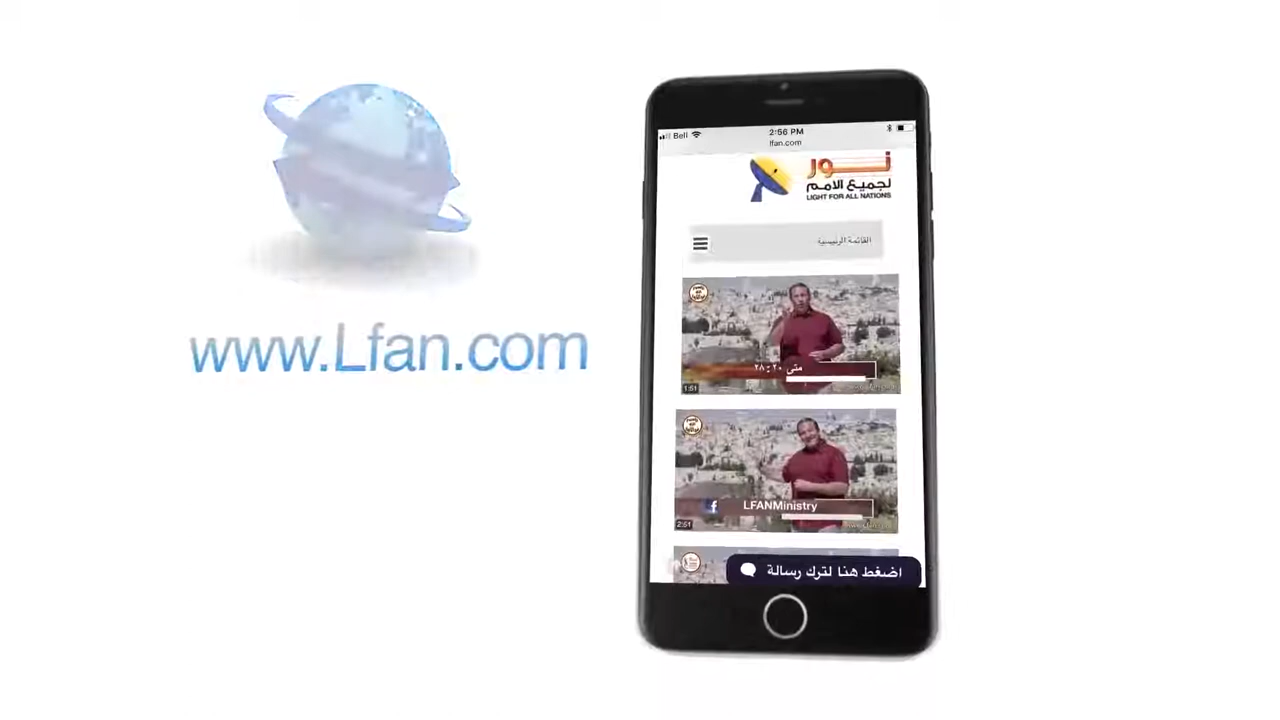 www.Lfan.com
Bell
2:56 PM
lfan.com
نور
لجميع الامم
LIGHT FOR ALL NATIONS
القائمة الرئيسية
متى ٢٠ : ٢٨
1:51
LFANMinistry
2:51
اضغط هنا لترك رسالة